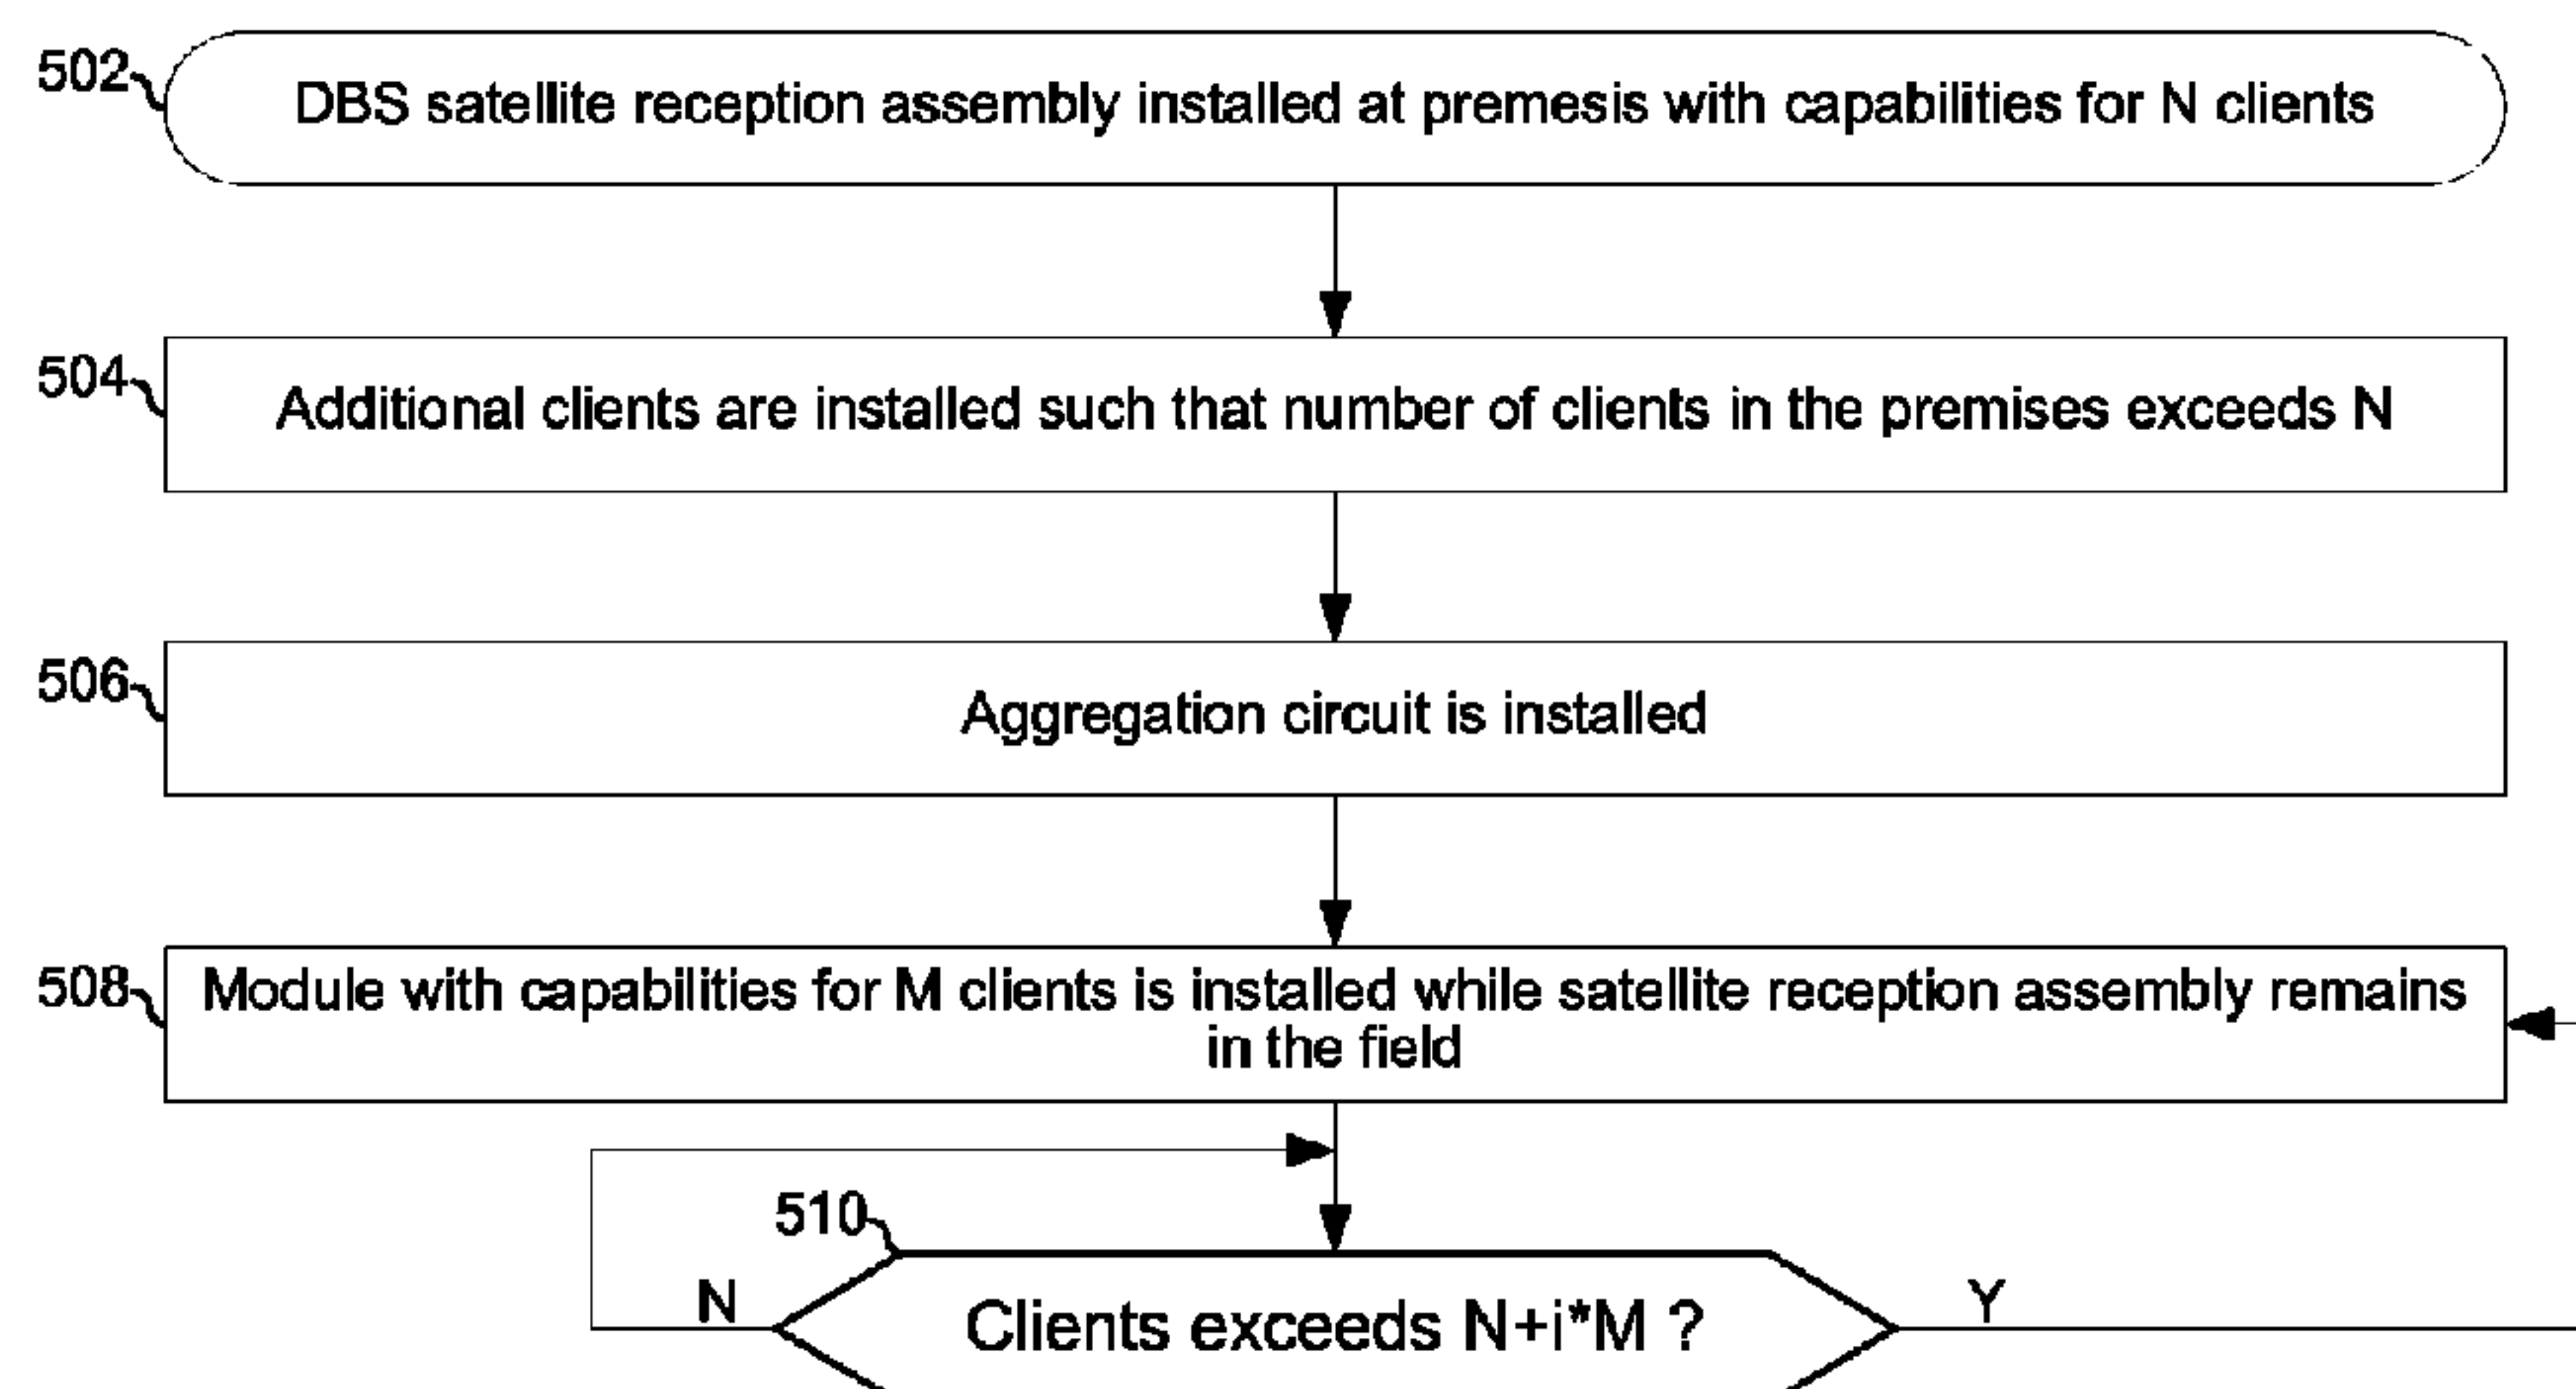 502
DBS satellite reception assembly installed at premesis with capabilities for N clients
504
Additional clients are installed such that number of clients in the premises exceeds N
506
Aggregation circuit is installed
508
Module with capabilities for M clients is installed while satellite reception assembly remains
in the field
510
N
Clients exceeds N+i*M ?
Y